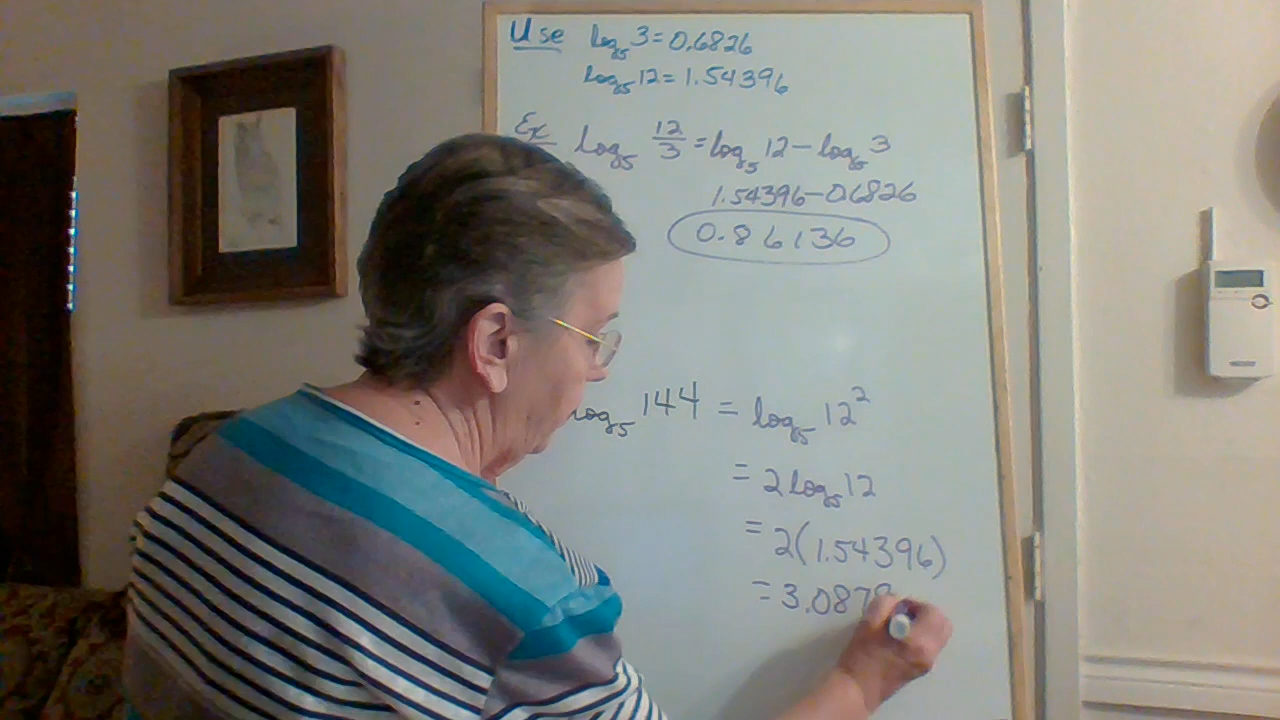 Use log₅ 3 = 0.6826
log₅ 12 = 1.54396
Ex log₅ 12/3 = log₅ 12 − log₅ 3
1.54396 − 0.6826
0.86136
log₅ 144 = log₅ 12²
= 2 log₅ 12
= 2(1.54396)
= 3.087